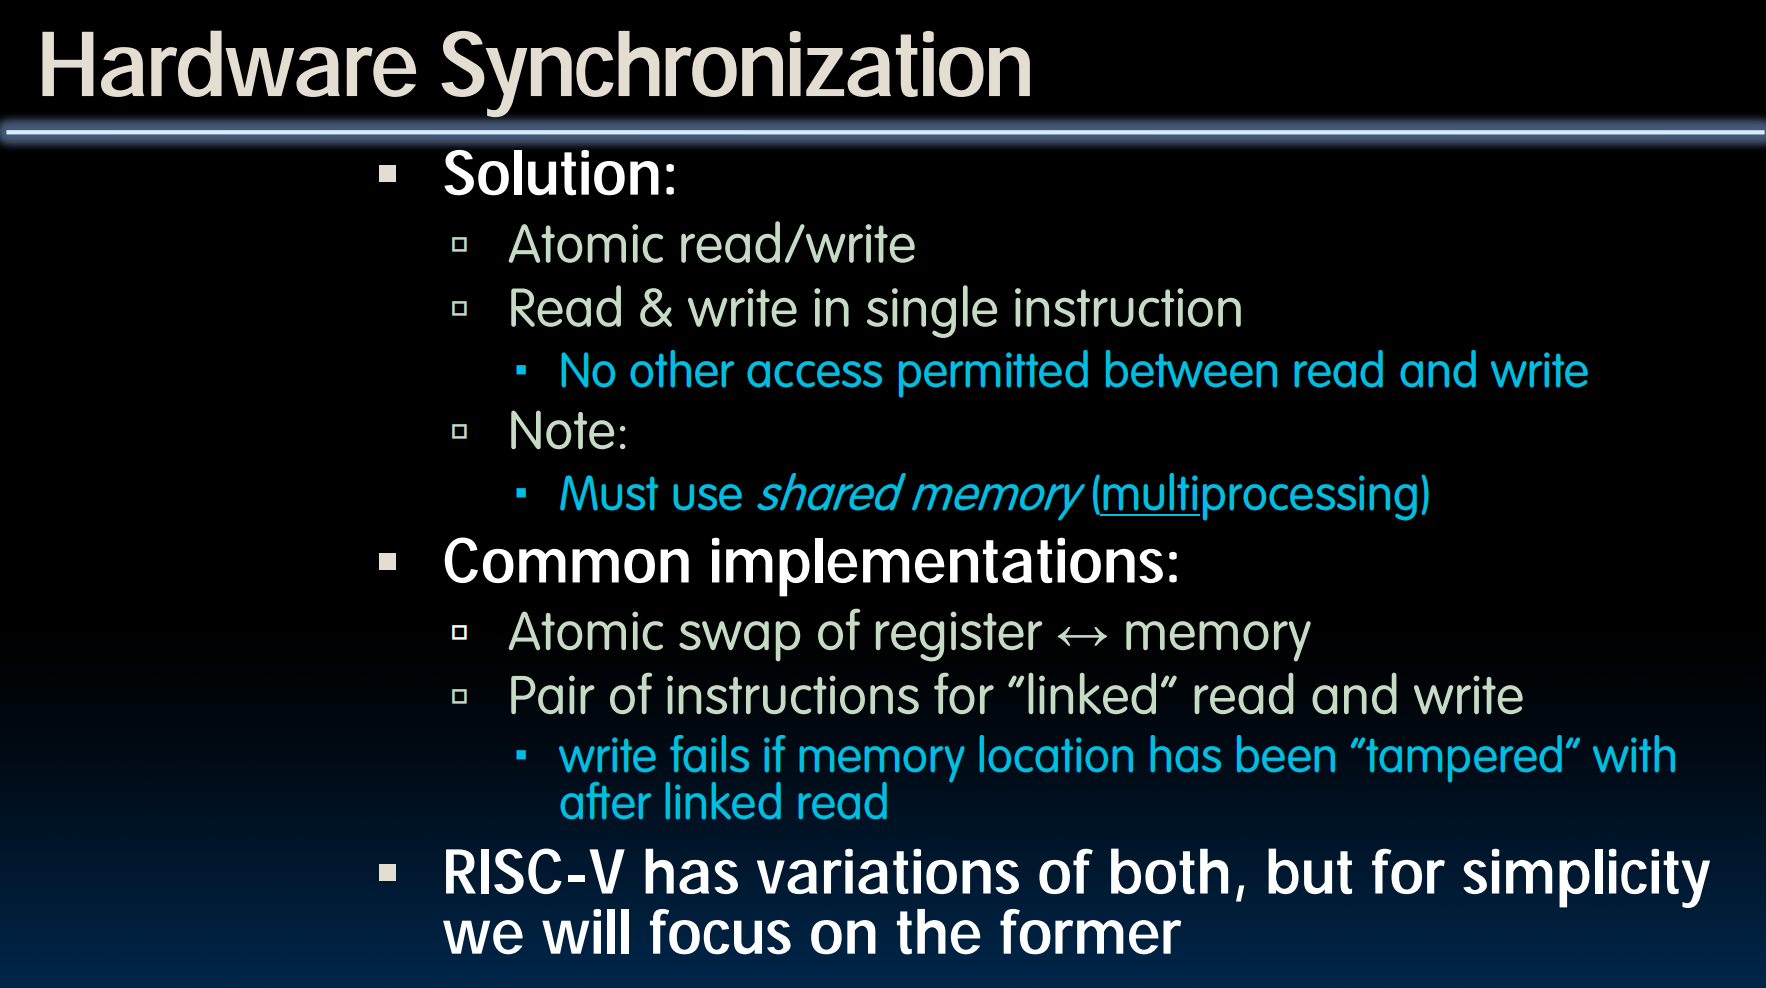 Hardware Synchronization
Solution:
Atomic read/write
Read & write in single instruction
No other access permitted between read and write
Note:
Must use shared memory (multiprocessing)
Common implementations:
Atomic swap of register ↔ memory
Pair of instructions for "linked" read and write
write fails if memory location has been "tampered" with
after linked read
RISC-V has variations of both, but for simplicity
we will focus on the former